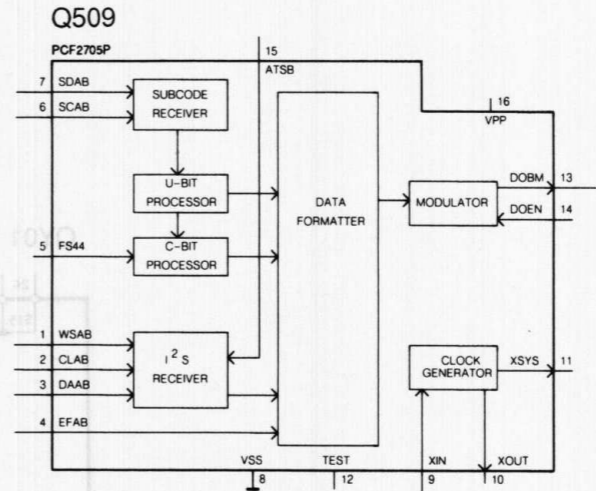 Q509
PCF2705P
15
ATSB
7 SDAB
6 SCAB
SUBCODE
RECEIVER
16
VPP
U-BIT
PROCESSOR
DATA
FORMATTER
MODULATOR
DOBM 13
DOEN 14
5 FS44
C-BIT
PROCESSOR
1 WSAB
2 CLAB
3 DAAB
I²S
RECEIVER
CLOCK
GENERATOR
XSYS 11
4 EFAB
VSS
TEST
XIN
XOUT
8
12
9
10